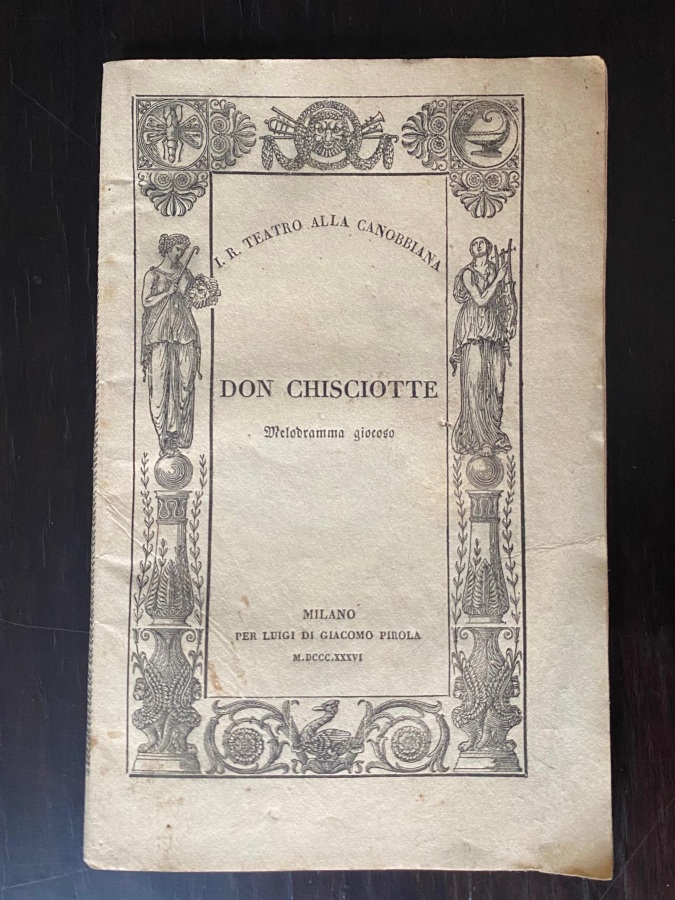 I. R. TEATRO ALLA CANOBBIANA
DON CHISCIOTTE
Melodramma giocoso
MILANO
PER LUIGI DI GIACOMO PIROLA
M.DCCC.XXXVI